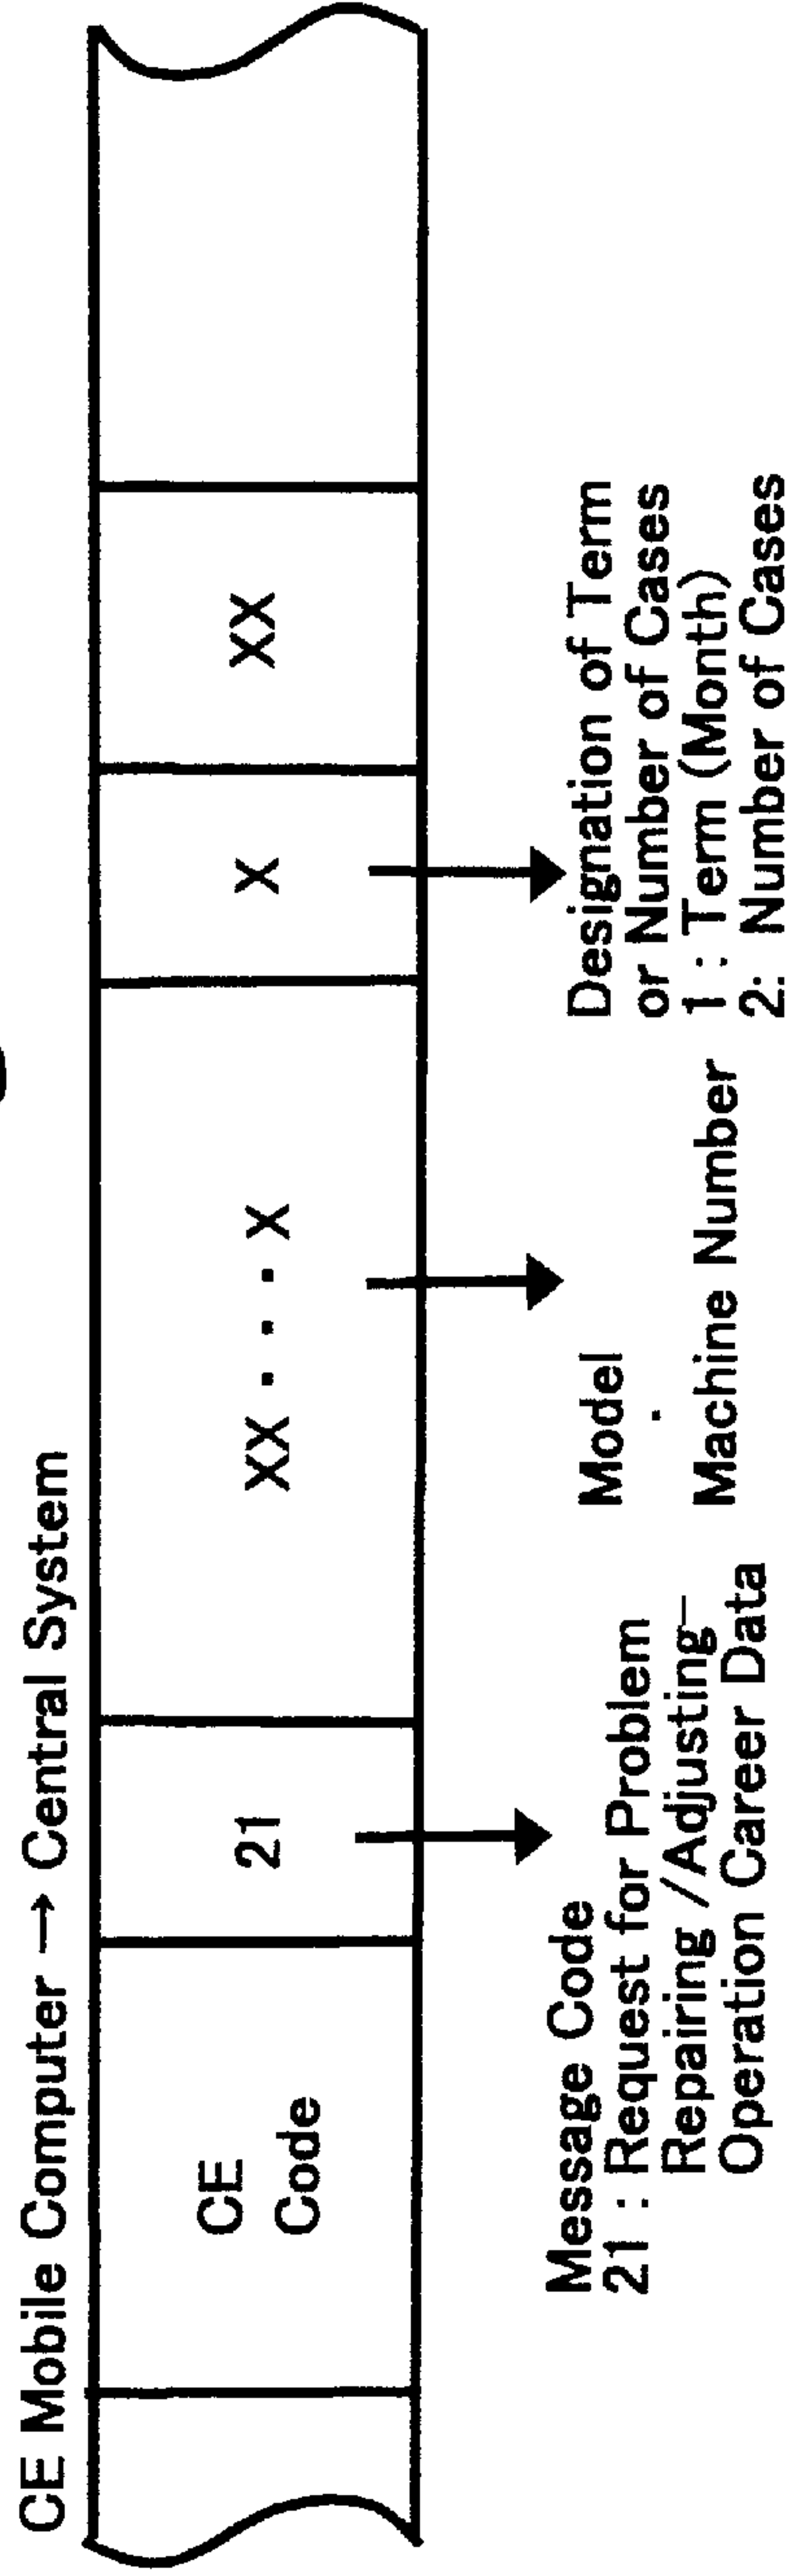 CE Mobile Computer → Central System
CE
Code
21
XX · · · X
X
XX
Message Code
21 : Request for Problem
Repairing /Adjusting–
Operation Career Data
Model
·
Machine Number
Designation of Term
or Number of Cases
1 : Term (Month)
2: Number of Cases